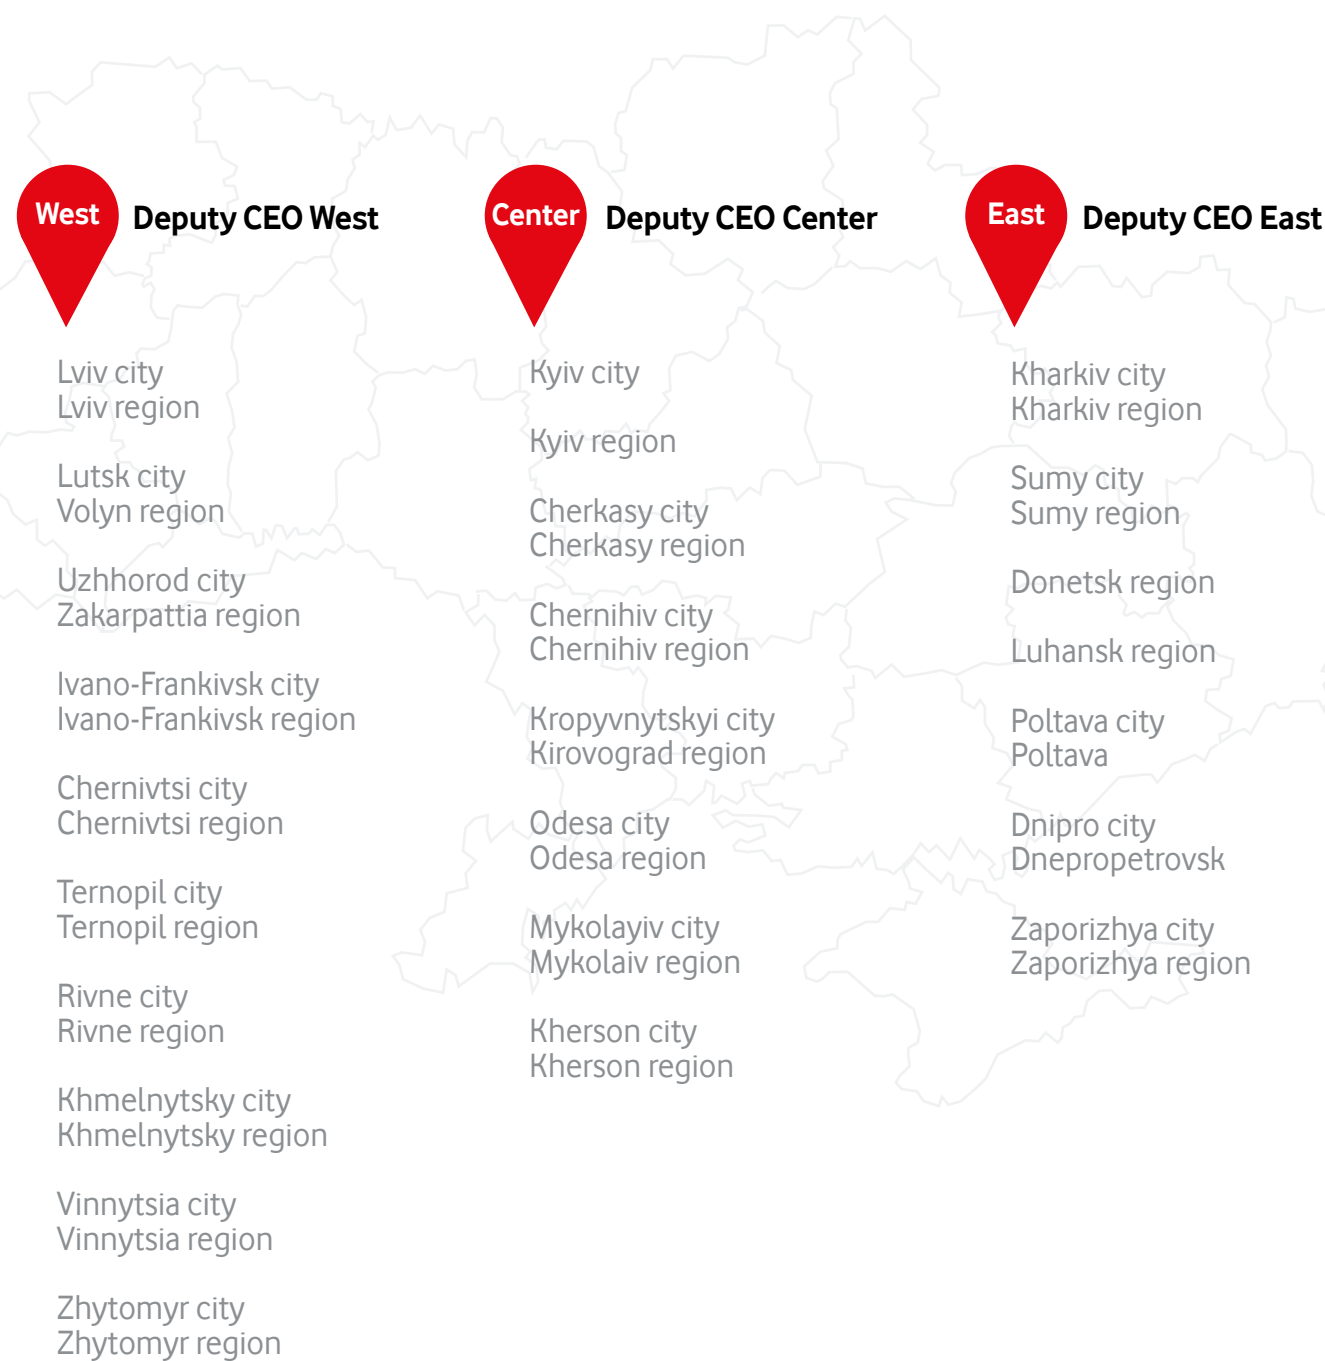 West
Deputy CEO West
Lviv city
Lviv region
Lutsk city
Volyn region
Uzhhorod city
Zakarpattia region
Ivano-Frankivsk city
Ivano-Frankivsk region
Chernivtsi city
Chernivtsi region
Ternopil city
Ternopil region
Rivne city
Rivne region
Khmelnytsky city
Khmelnytsky region
Vinnytsia city
Vinnytsia region
Zhytomyr city
Zhytomyr region
Center
Deputy CEO Center
Kyiv city
Kyiv region
Cherkasy city
Cherkasy region
Chernihiv city
Chernihiv region
Kropyvnytskyi city
Kirovograd region
Odesa city
Odesa region
Mykolayiv city
Mykolaiv region
Kherson city
Kherson region
East
Deputy CEO East
Kharkiv city
Kharkiv region
Sumy city
Sumy region
Donetsk region
Luhansk region
Poltava city
Poltava
Dnipro city
Dnepropetrovsk
Zaporizhya city
Zaporizhya region